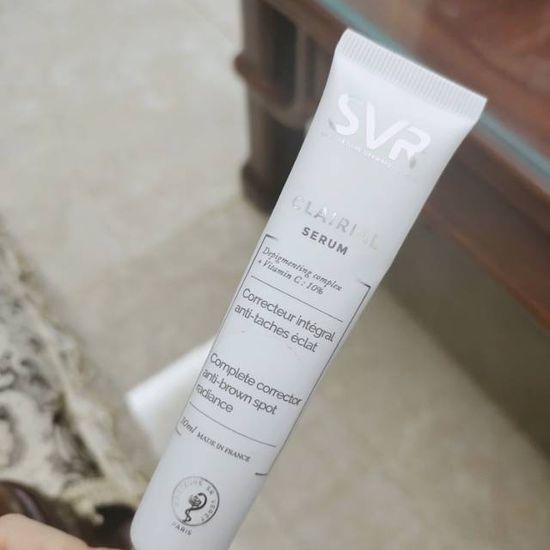 SVR
CLAIRIAL
SERUM
Depigmenting complex
+ Vitamin C : 10%
Correcteur intégral
anti-taches éclat
Complete corrector
anti-brown spot
radiance
MADE IN FRANCE
PARIS